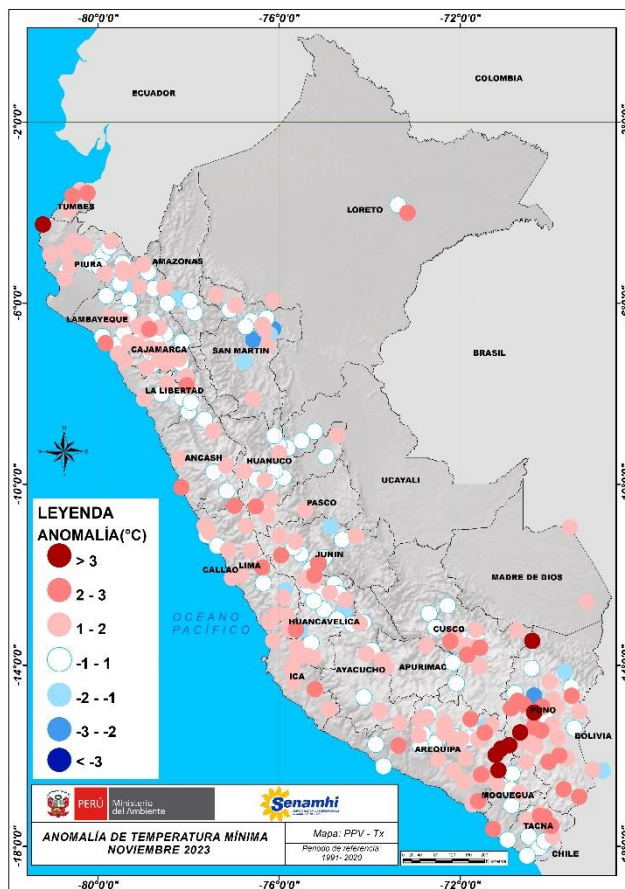 -80°0'0" -76°0'0" -72°0'0"
COLOMBIA
ECUADOR
-2°0'0"
TUMBES
LORETO
PIURA
AMAZONAS
-6°0'0"
LAMBAYEQUE
CAJAMARCA
SAN MARTIN
BRASIL
LA LIBERTAD
ANCASH
HUANUCO
UCAYALI
-10°0'0"
PASCO
LEYENDA
ANOMALÍA(°C)
> 3
2 - 3
1 - 2
-1 - 1
-2 - -1
-3 - -2
< -3
JUNIN
CALLAO
LIMA
MADRE DE DIOS
OCÉANO
PACÍFICO
HUANCAVELICA
CUSCO
ICA
AYACUCHO
APURIMAC
PUNO
BOLIVIA
AREQUIPA
MOQUEGUA
TACNA
CHILE
PERÚ
Ministerio
del Ambiente
Senamhi
ANOMALÍA DE TEMPERATURA MÍNIMA
NOVIEMBRE 2023
Mapa: PPV - Tx
Periodo de referencia:
1991- 2020
-18°0'0"
-80°0'0" -76°0'0" -72°0'0"